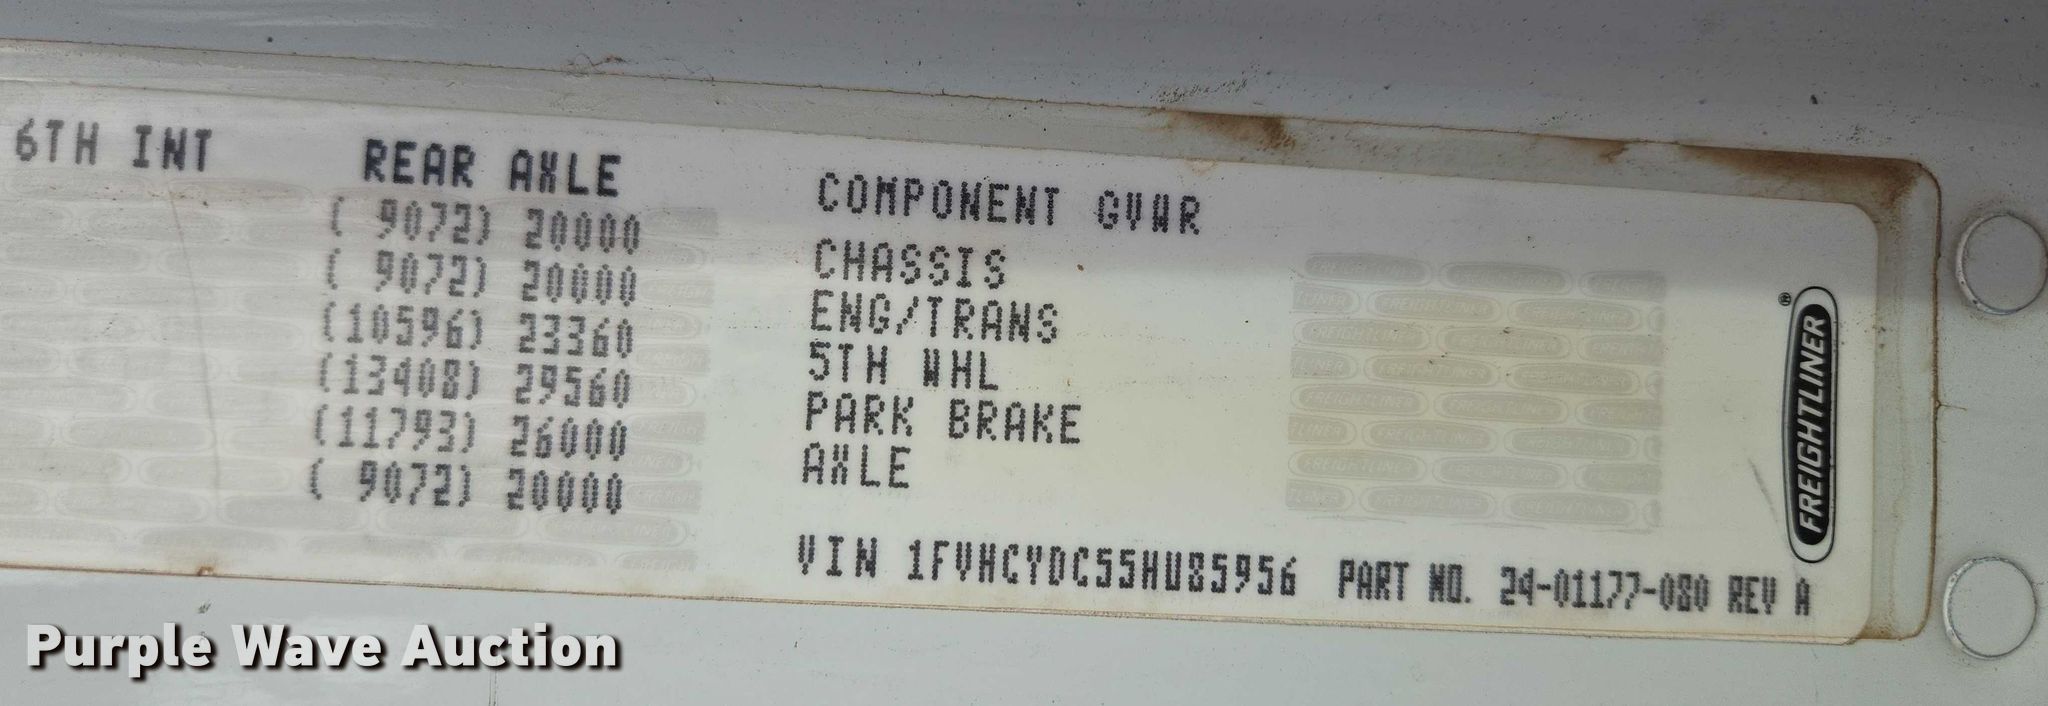 6TH INT REAR AXLE COMPONENT GVWR
( 9072) 20000 CHASSIS
( 9072) 20000 ENG/TRANS
(10596) 23360 5TH WHL
(13408) 29560 PARK BRAKE
(11793) 26000 AXLE
( 9072) 20000
VIN 1FVHCYDC55HU85956 PART NO. 24-01177-080 REV A
FREIGHTLINER®
Purple Wave Auction